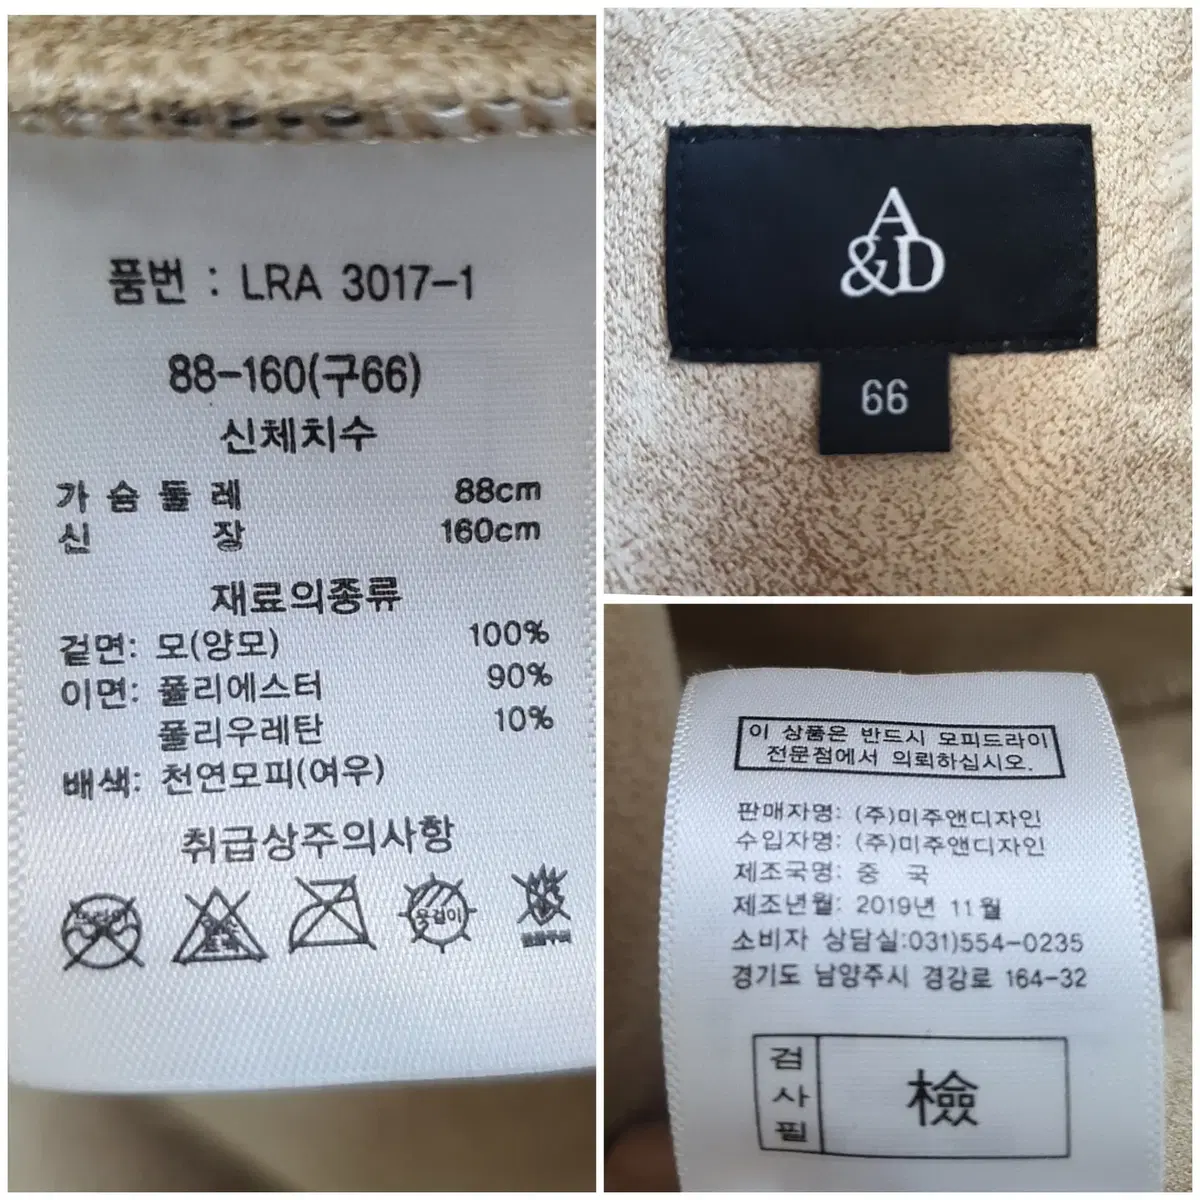 품번 : LRA 3017-1
88-160(구66)
신체치수
가 슴 둘 레 88cm
신 장 160cm
재료의종류
겉면: 모(양모) 100%
이면: 폴리에스터 90%
폴리우레탄 10%
배색: 천연모피(여우)
취급상주의사항
옷걸이
A
&D
66
이 상품은 반드시 모피드라이
전문점에서 의뢰하십시오.
판매자명: (주)미주앤디자인
수입자명: (주)미주앤디자인
제조국명: 중 국
제조년월: 2019년 11월
소비자 상담실:031)554-0235
경기도 남양주시 경강로 164-32
검사필
檢